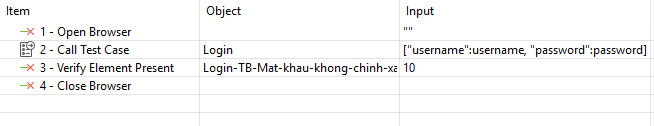 Item Object Input
1 - Open Browser ""
2 - Call Test Case Login ["username":username, "password":password]
3 - Verify Element Present Login-TB-Mat-khau-khong-chinh-xa 10
4 - Close Browser